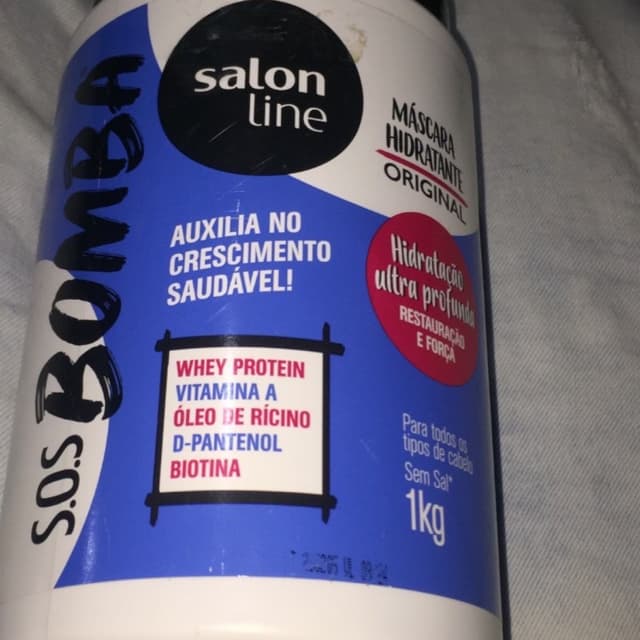 salon
line
S.O.S BOMBA
MÁSCARA
HIDRATANTE
ORIGINAL
AUXILIA NO
CRESCIMENTO
SAUDÁVEL!
Hidratação
ultra profunda
RESTAURAÇÃO
E FORÇA
WHEY PROTEIN
VITAMINA A
ÓLEO DE RÍCINO
D-PANTENOL
BIOTINA
Para todos os
tipos de cabelo
Sem Sal*
1kg